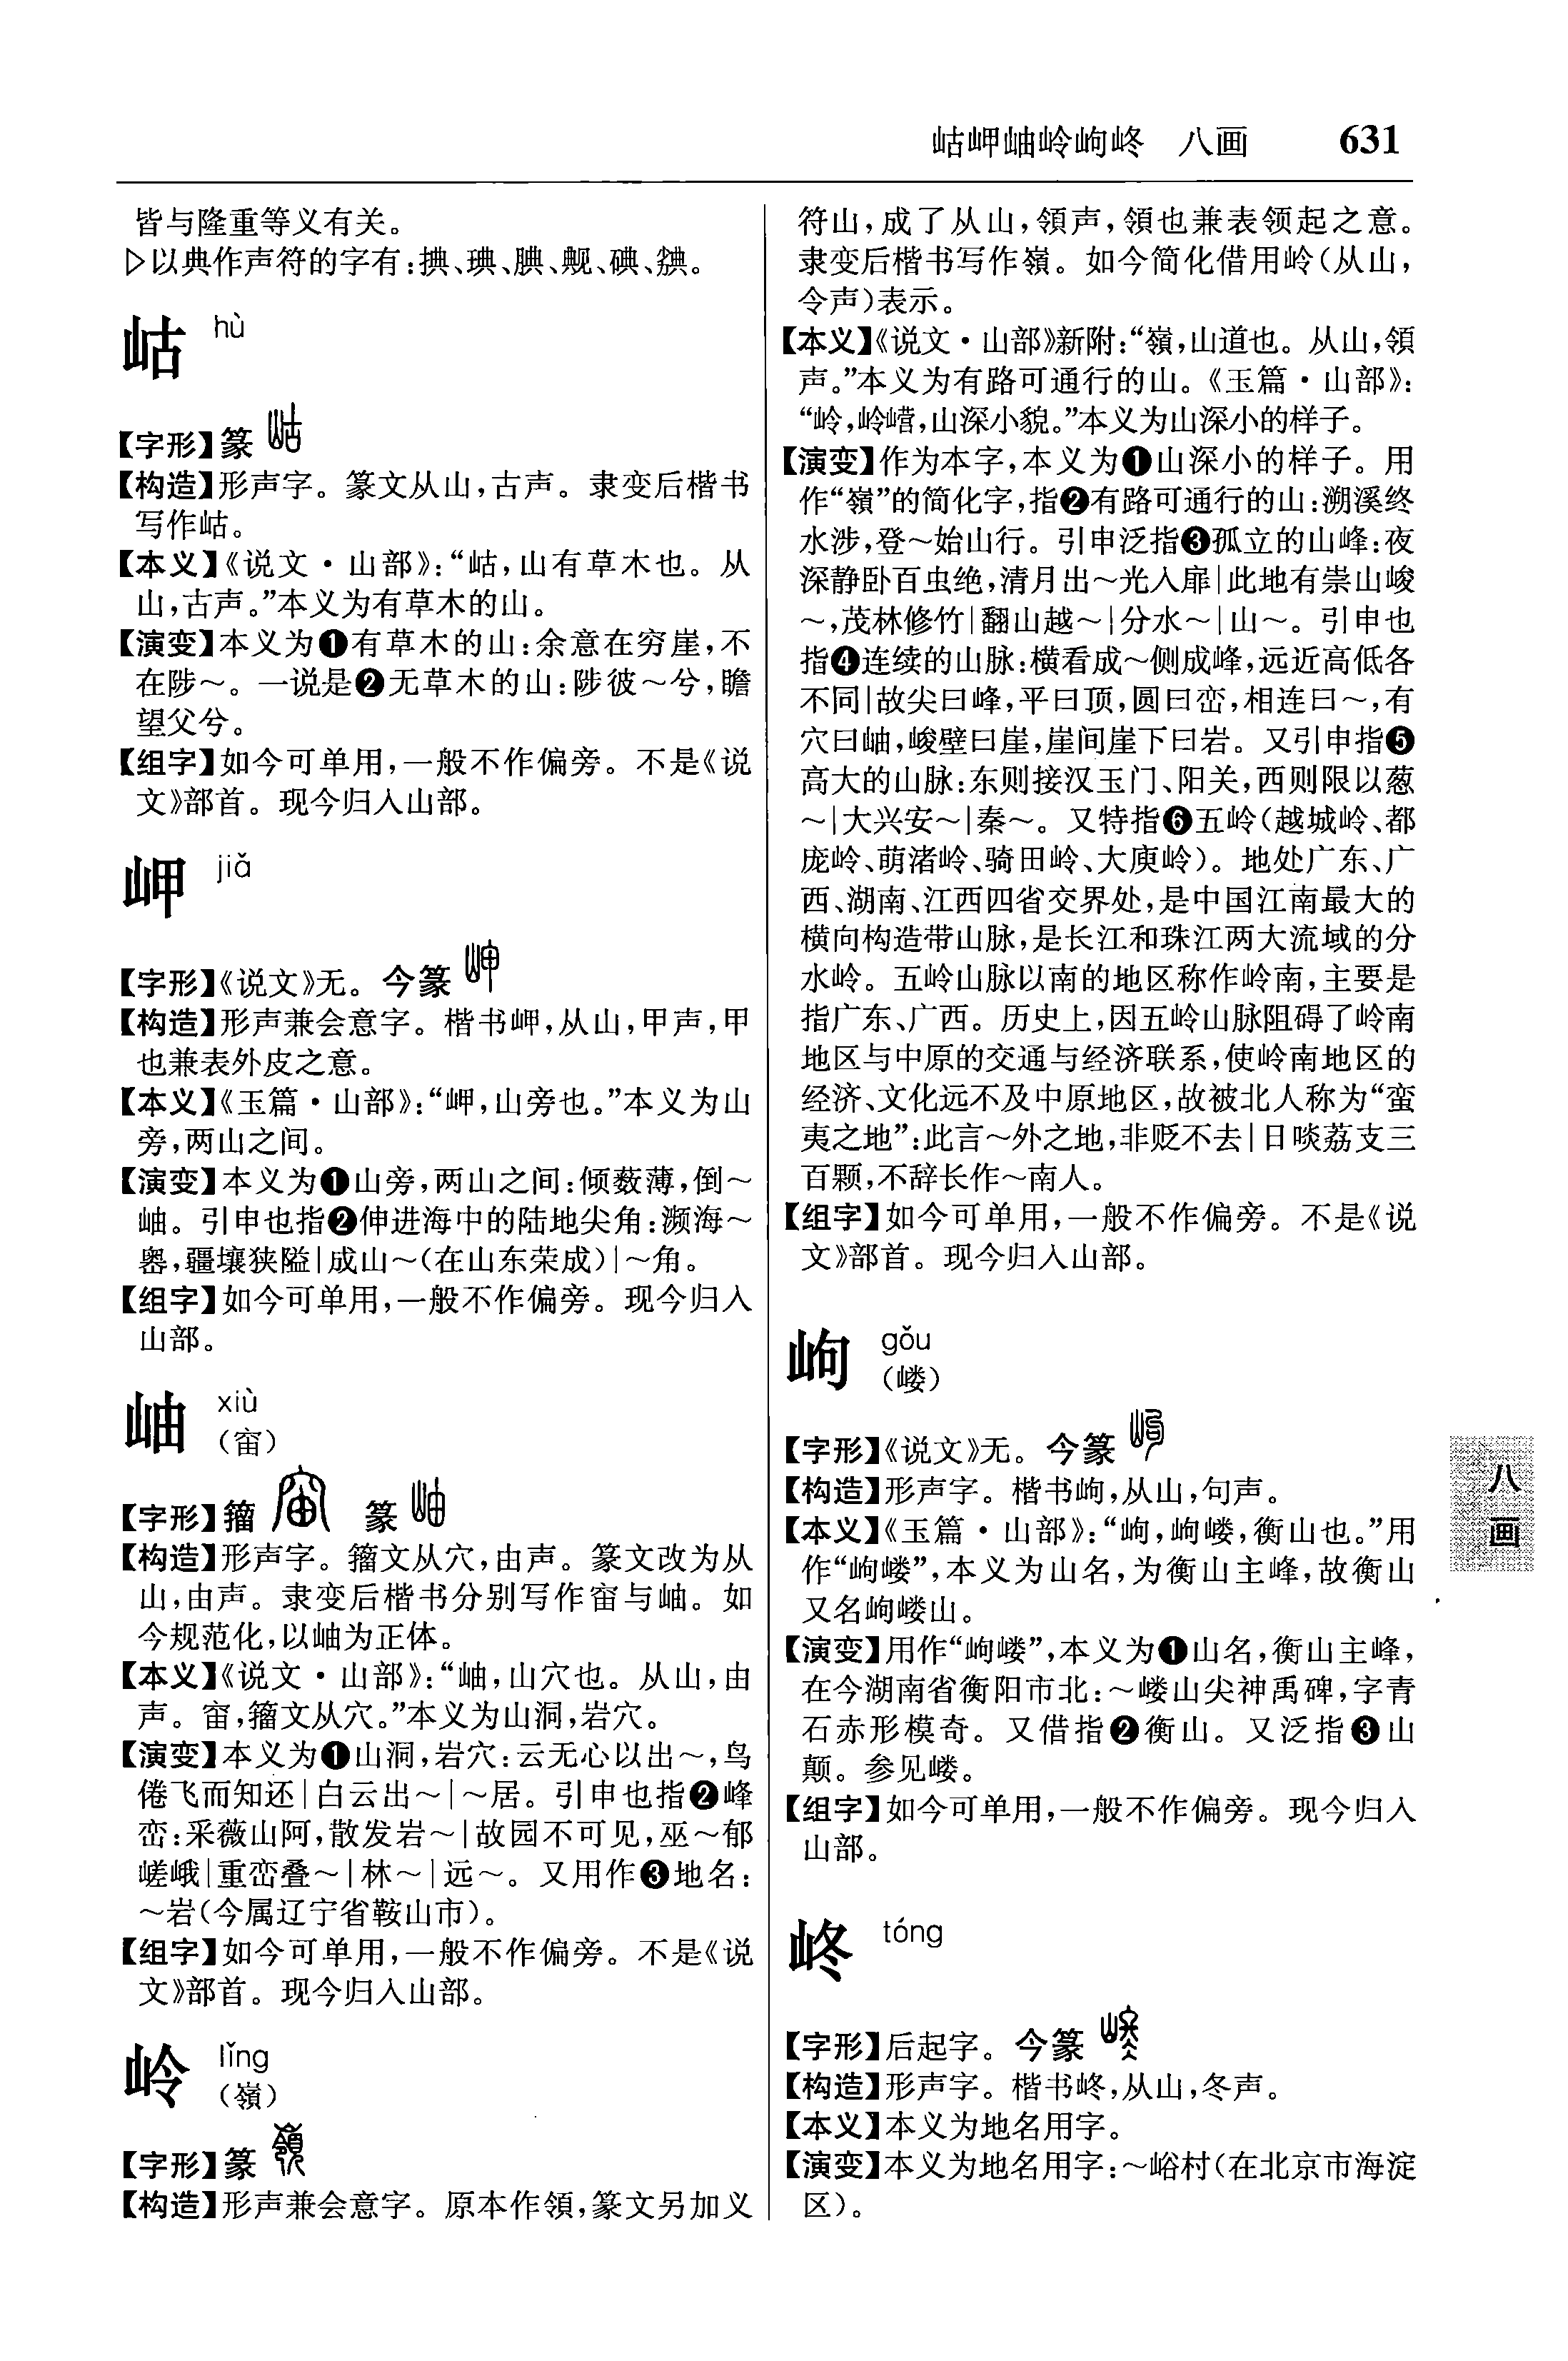 岵岬岫岭岣峂 八画 631
皆与隆重等义有关。
▷以典作声符的字有:捵、琠、腆、觍、碘、
岵 hù
【字形】篆
【构造】形声字。篆文从山,古声。隶变后楷书
写作岵。
【本义】《说文·山部》:“岵,山有草木也。从
山,古声。”本义为有草木的山。
【演变】本义为❶有草木的山:余意在穷崖,不
在陟～。一说是❷无草木的山:陟彼～兮,瞻
望父兮。
【组字】如今可单用,一般不作偏旁。不是《说
文》部首。现今归入山部。
岬 jiǎ
【字形】《说文》无。今篆
【构造】形声兼会意字。楷书岬,从山,甲声,甲
也兼表外皮之意。
【本义】《玉篇·山部》:“岬,山旁也。”本义为山
旁,两山之间。
【演变】本义为❶山旁,两山之间:倾薮薄,倒～
岫。引申也指❷伸进海中的陆地尖角:濒海～
嶴,疆壤狭隘|成山～(在山东荣成)|～角。
【组字】如今可单用,一般不作偏旁。现今归入
山部。
岫 xiù
(宙)
【字形】籀 篆
【构造】形声字。籀文从穴,由声。篆文改为从
山,由声。隶变后楷书分别写作宙与岫。如
今规范化,以岫为正体。
【本义】《说文·山部》:“岫,山穴也。从山,由
声。宙,籀文从穴。”本义为山洞,岩穴。
【演变】本义为❶山洞,岩穴:云无心以出～,鸟
倦飞而知还|白云出～|～居。引申也指❷峰
峦:采薇山阿,散发岩～|故园不可见,巫～郁
嵯峨|重峦叠～|林～|远～。又用作❸地名:
～岩(今属辽宁省鞍山市)。
【组字】如今可单用,一般不作偏旁。不是《说
文》部首。现今归入山部。
岭 lǐng
(嶺)
【字形】篆
【构造】形声兼会意字。原本作領,篆文另加义
符山,成了从山,領声,領也兼表领起之意。
隶变后楷书写作嶺。如今简化借用岭(从山,
令声)表示。
【本义】《说文·山部》新附:“嶺,山道也。从山,領
声。”本义为有路可通行的山。《玉篇·山部》:
“岭,岭嶒,山深小貌。”本义为山深小的样子。
【演变】作为本字,本义为❶山深小的样子。用
作“嶺”的简化字,指❷有路可通行的山:溯溪终
水涉,登～始山行。引申泛指❸孤立的山峰:夜
深静卧百虫绝,清月出～光入扉|此地有崇山峻
～,茂林修竹|翻山越～|分水～|山～。引申也
指❹连续的山脉:横看成～侧成峰,远近高低各
不同|故尖曰峰,平曰顶,圆曰峦,相连曰～,有
穴曰岫,峻壁曰崖,崖间崖下曰岩。又引申指❺
高大的山脉:东则接汉玉门、阳关,西则限以葱
～|大兴安～|秦～。又特指❻五岭(越城岭、都
庞岭、萌渚岭、骑田岭、大庾岭)。地处广东、广
西、湖南、江西四省交界处,是中国江南最大的
横向构造带山脉,是长江和珠江两大流域的分
水岭。五岭山脉以南的地区称作岭南,主要是
指广东、广西。历史上,因五岭山脉阻碍了岭南
地区与中原的交通与经济联系,使岭南地区的
经济、文化远不及中原地区,故被北人称为“蛮
夷之地”:此言～外之地,非贬不去|日啖荔支三
百颗,不辞长作～南人。
【组字】如今可单用,一般不作偏旁。不是《说
文》部首。现今归入山部。
岣 gǒu
(嵝)
【字形】《说文》无。今篆
【构造】形声字。楷书岣,从山,句声。
【本义】《玉篇·山部》:“岣,岣嵝,衡山也。”用
作“岣嵝”,本义为山名,为衡山主峰,故衡山
又名岣嵝山。
【演变】用作“岣嵝”,本义为❶山名,衡山主峰,
在今湖南省衡阳市北:～嵝山尖神禹碑,字青
石赤形模奇。又借指❷衡山。又泛指❸山
颠。参见嵝。
【组字】如今可单用,一般不作偏旁。现今归入
山部。
峂 tóng
【字形】后起字。今篆
【构造】形声字。楷书峂,从山,冬声。
【本义】本义为地名用字。
【演变】本义为地名用字:～峪村(在北京市海淀
区)。
八画